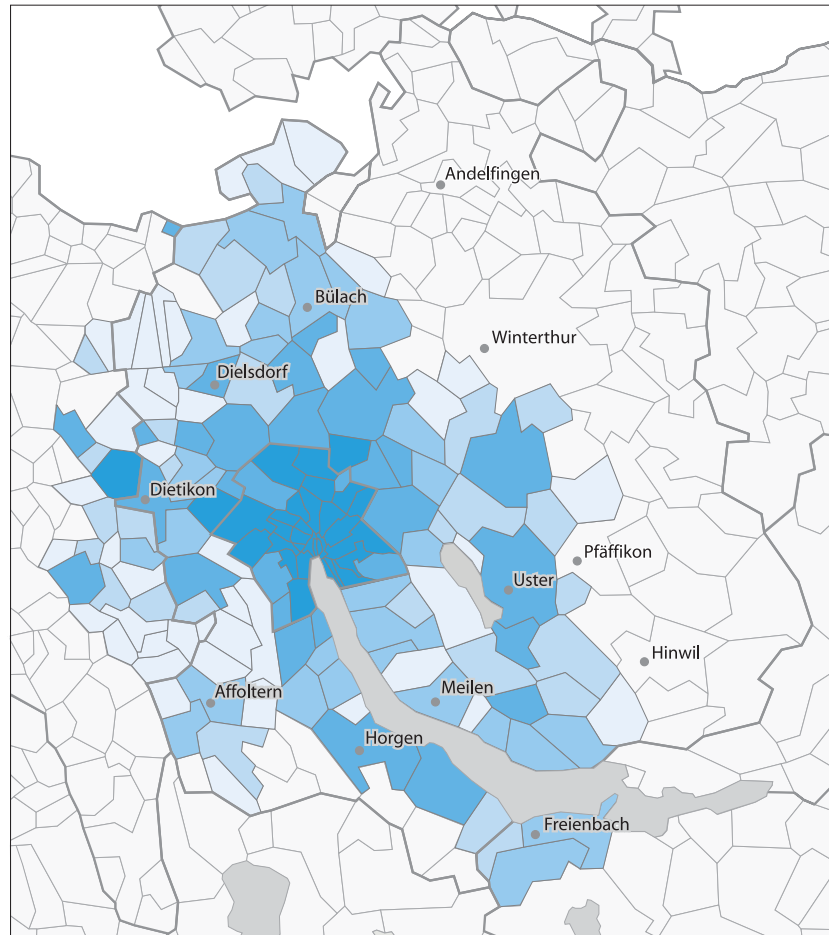 Andelfingen
Bülach
Winterthur
Dielsdorf
Dietikon
Pfäffikon
Uster
Hinwil
Affoltern
Meilen
Horgen
Freienbach